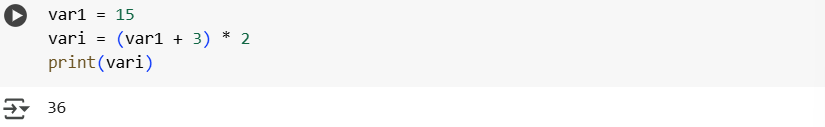 var1 = 15
vari = (var1 + 3) * 2
print(vari)
36